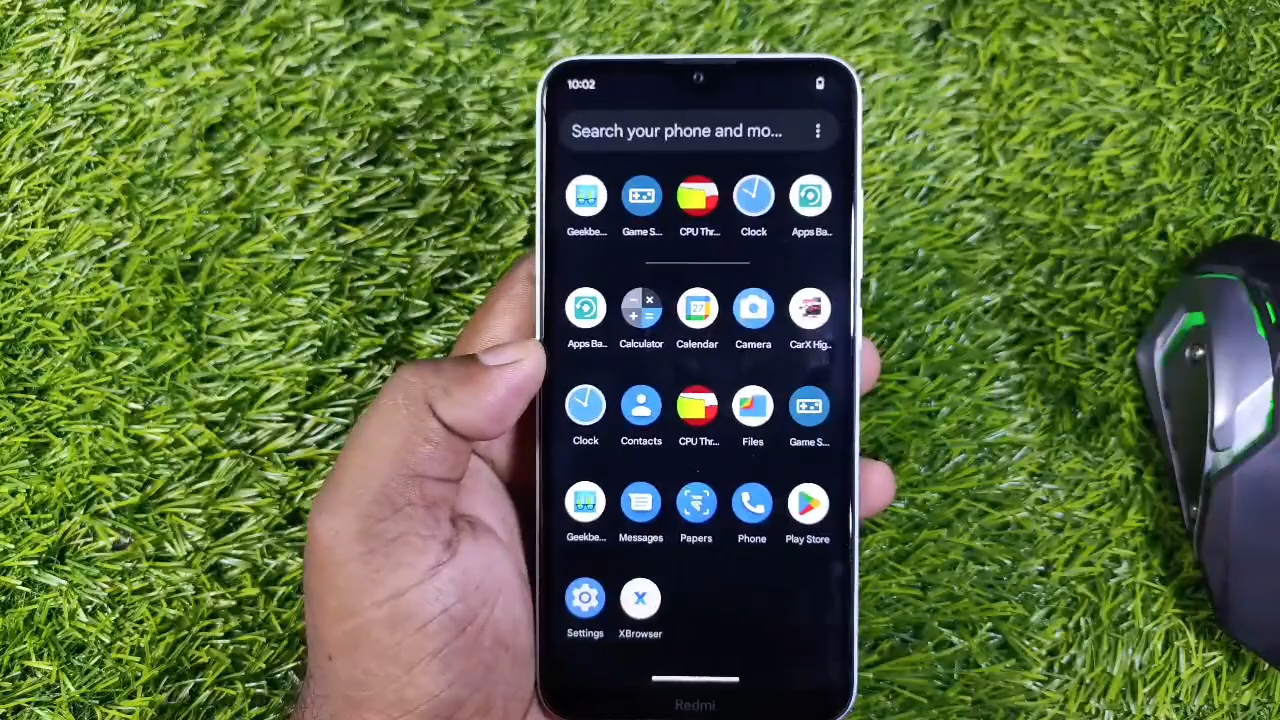 10:02
Search your phone and mo...
Geekbe...
Game S...
CPU Thr...
Clock
Apps Ba..
Apps Ba..
Calculator
27
Calendar
Camera
CarX Hig..
Clock
Contacts
CPU Thr...
Files
Game S...
Geekbe...
Messages
Papers
Phone
Play Store
Settings
X
XBrowser
Redmi